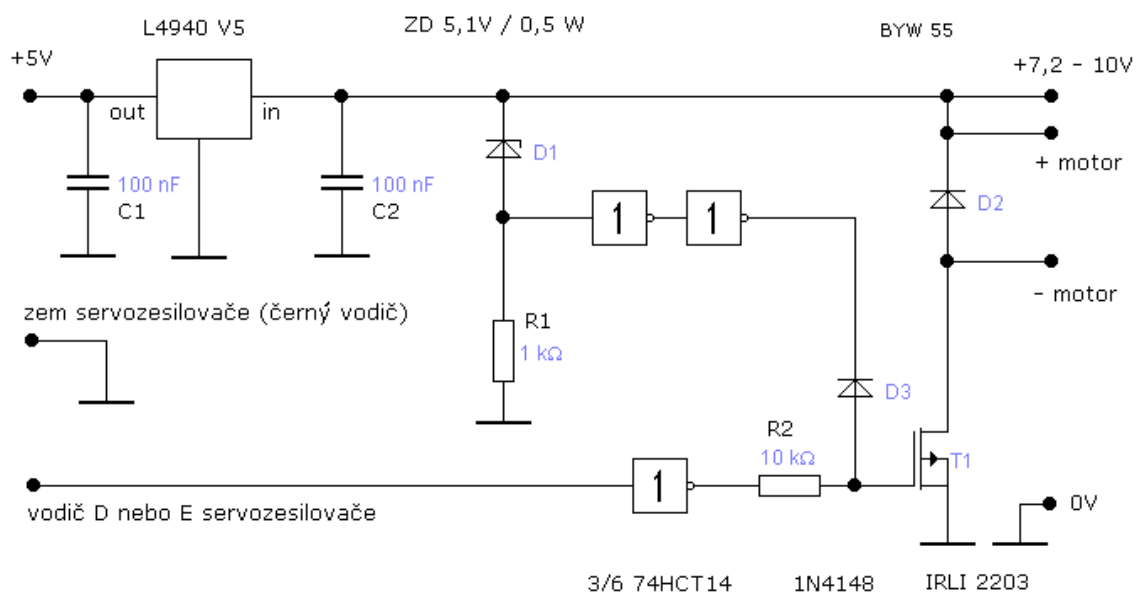 L4940 V5
ZD 5,1V / 0,5 W
BYW 55
+5V
+7,2 - 10V
out
in
D1
+ motor
100 nF
C1
100 nF
C2
1
1
D2
- motor
zem servozesilovače (černý vodič)
R1
1 kΩ
D3
R2
10 kΩ
T1
1
0V
vodič D nebo E servozesilovače
3/6 74HCT14
1N4148
IRLI 2203